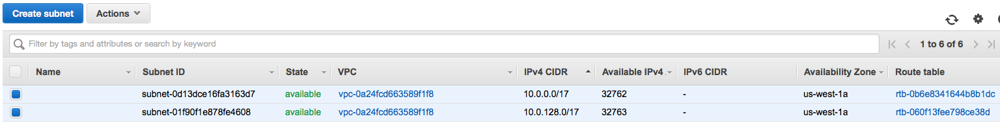 Create subnet Actions
Filter by tags and attributes or search by keyword 1 to 6 of 6
Name Subnet ID State VPC IPv4 CIDR Available IPv4 IPv6 CIDR Availability Zone Route table
subnet-0d13dce16fa3163d7 available vpc-0a24fcd663589f1f8 10.0.0.0/17 32762 - us-west-1a rtb-0b6e8341644b8b1dc
subnet-01f90f1e878fe4608 available vpc-0a24fcd663589f1f8 10.0.128.0/17 32763 - us-west-1a rtb-060f13fee798ce38d